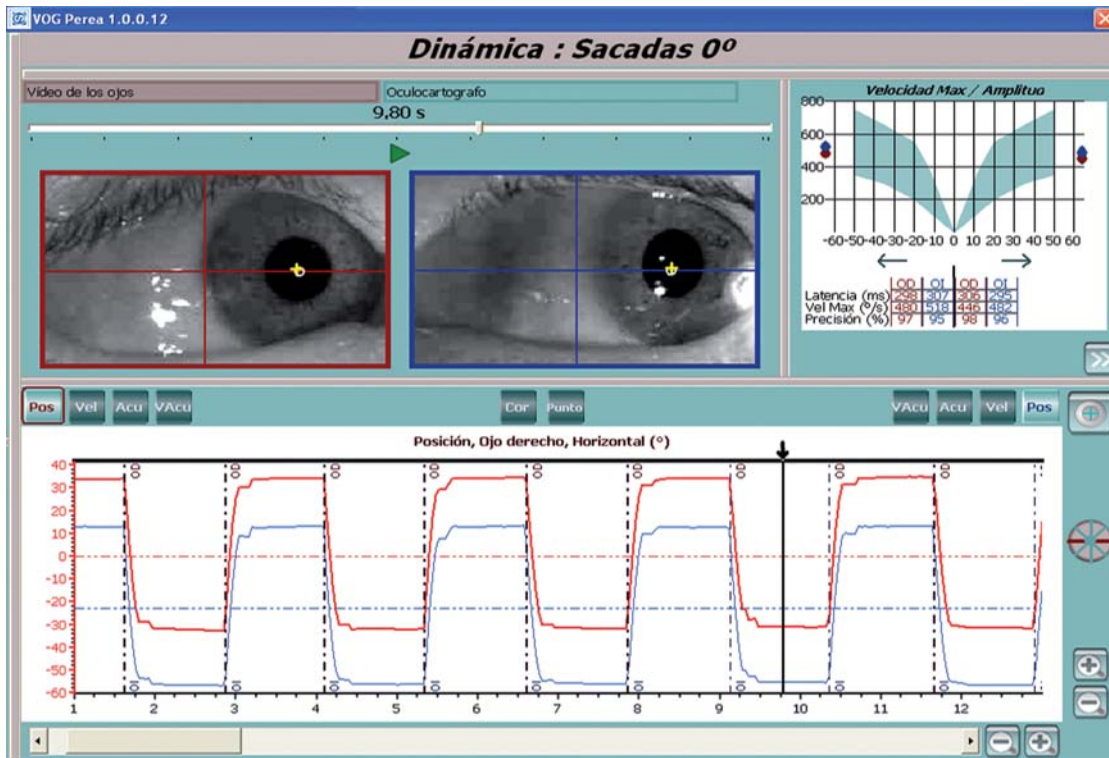 VOG Perea 1.0.0.12
Dinámica : Sacadas 0º
Vídeo de los ojos Oculocartografo
9,80 s
Velocidad Max / Amplitud
800
600
400
200
-60 -50 -40 -30 -20 -10 0 10 20 30 40 50 60
OD OI OD OI
Latencia (ms) 298 307 306 295
Vel Max (º/s) 480 518 446 482
Precisión (%) 97 95 98 96
Pos Vel Acu VAcu Cor Punto VAcu Acu Vel Pos
Posición, Ojo derecho, Horizontal (°)
40
30
20
10
0
-10
-20
-30
-40
-50
-60
1 2 3 4 5 6 7 8 9 10 11 12